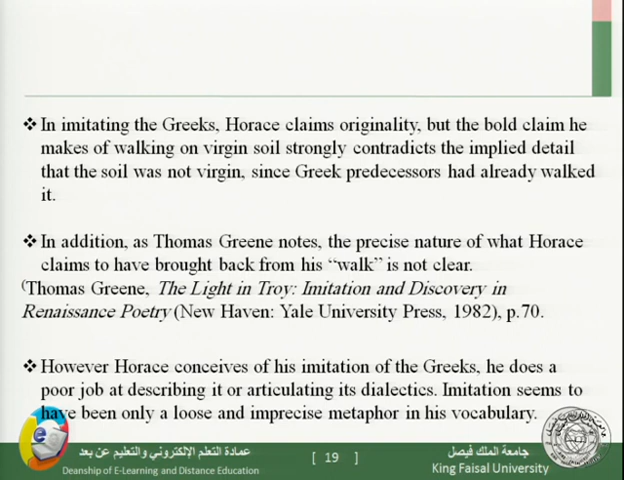 ❖ In imitating the Greeks, Horace claims originality, but the bold claim he
makes of walking on virgin soil strongly contradicts the implied detail
that the soil was not virgin, since Greek predecessors had already walked
it.
❖ In addition, as Thomas Greene notes, the precise nature of what Horace
claims to have brought back from his “walk” is not clear.
(Thomas Greene, The Light in Troy: Imitation and Discovery in
Renaissance Poetry (New Haven: Yale University Press, 1982), p.70.
❖ However Horace conceives of his imitation of the Greeks, he does a
poor job at describing it or articulating its dialectics. Imitation seems to
have been only a loose and imprecise metaphor in his vocabulary.
عمادة التعلم الإلكتروني والتعليم عن بعد
Deanship of E-Learning and Distance Education
[ 19 ]
جامعة الملك فيصل
King Faisal University